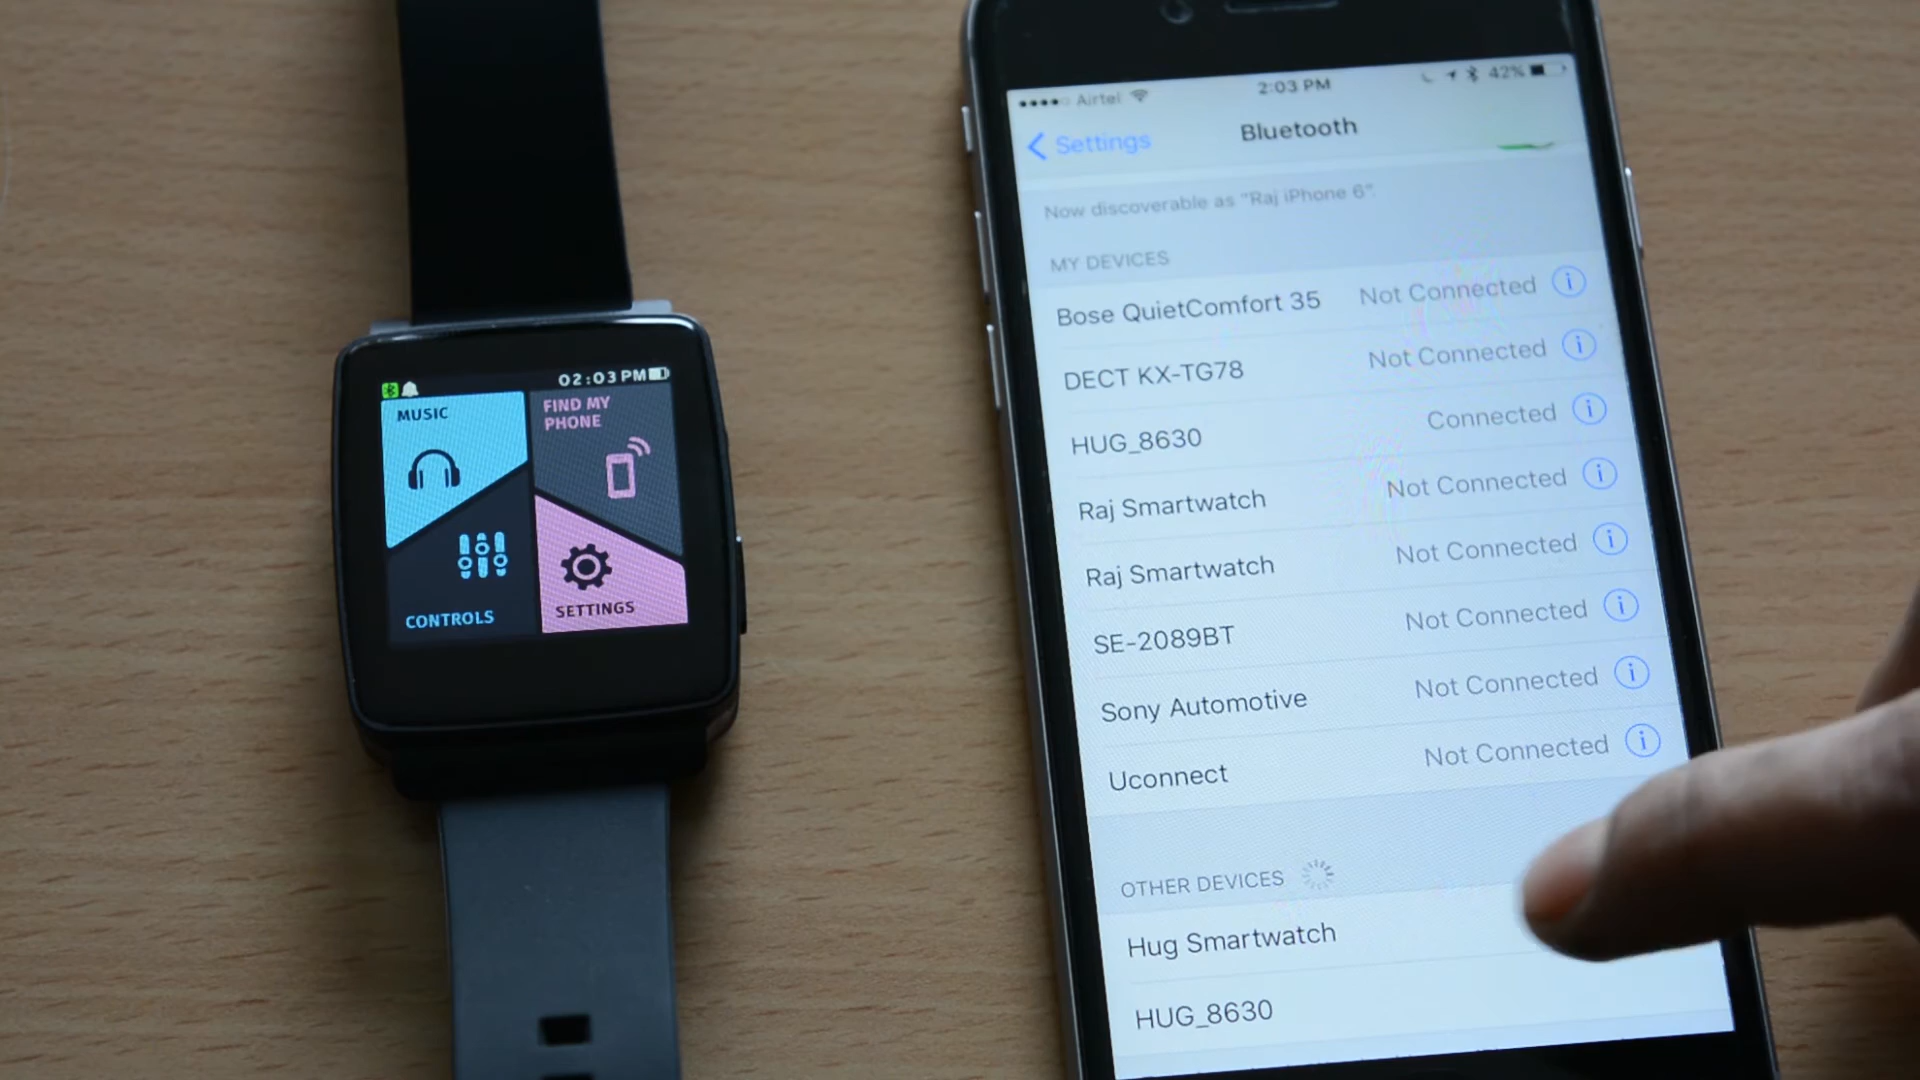 02:03 PM
MUSIC
FIND MY
PHONE
CONTROLS
SETTINGS
Airtel 2:03 PM 42%
Settings Bluetooth
Now discoverable as "Raj iPhone 6".
MY DEVICES
Bose QuietComfort 35 Not Connected
DECT KX-TG78 Not Connected
HUG_8630 Connected
Raj Smartwatch Not Connected
Raj Smartwatch Not Connected
SE-2089BT Not Connected
Sony Automotive Not Connected
Uconnect Not Connected
OTHER DEVICES
Hug Smartwatch
HUG_8630